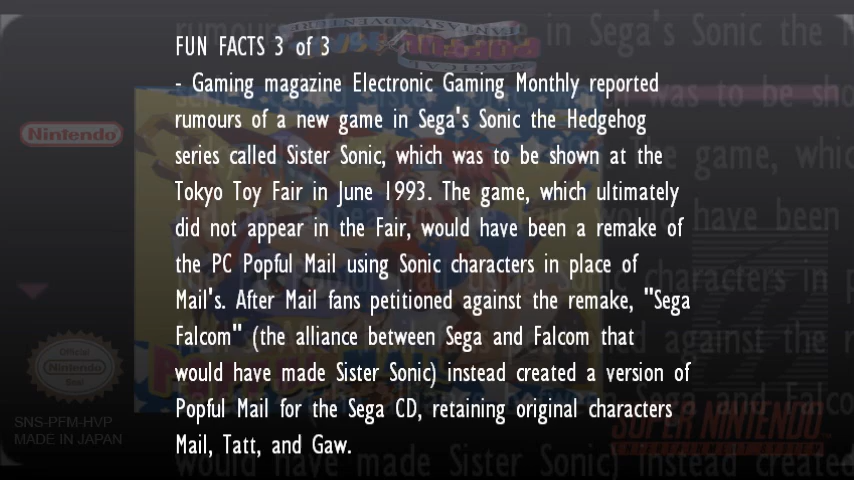 FUN FACTS 3 of 3
- Gaming magazine Electronic Gaming Monthly reported
rumours of a new game in Sega's Sonic the Hedgehog
series called Sister Sonic, which was to be shown at the
Tokyo Toy Fair in June 1993. The game, which ultimately
did not appear in the Fair, would have been a remake of
the PC Popful Mail using Sonic characters in place of
Mail's. After Mail fans petitioned against the remake, "Sega
Falcom" (the alliance between Sega and Falcom that
would have made Sister Sonic) instead created a version of
Popful Mail for the Sega CD, retaining original characters
Mail, Tatt, and Gaw.
Nintendo
Official
Nintendo
Seal
SNS-PFM-HVP
MADE IN JAPAN
SUPER NINTENDO